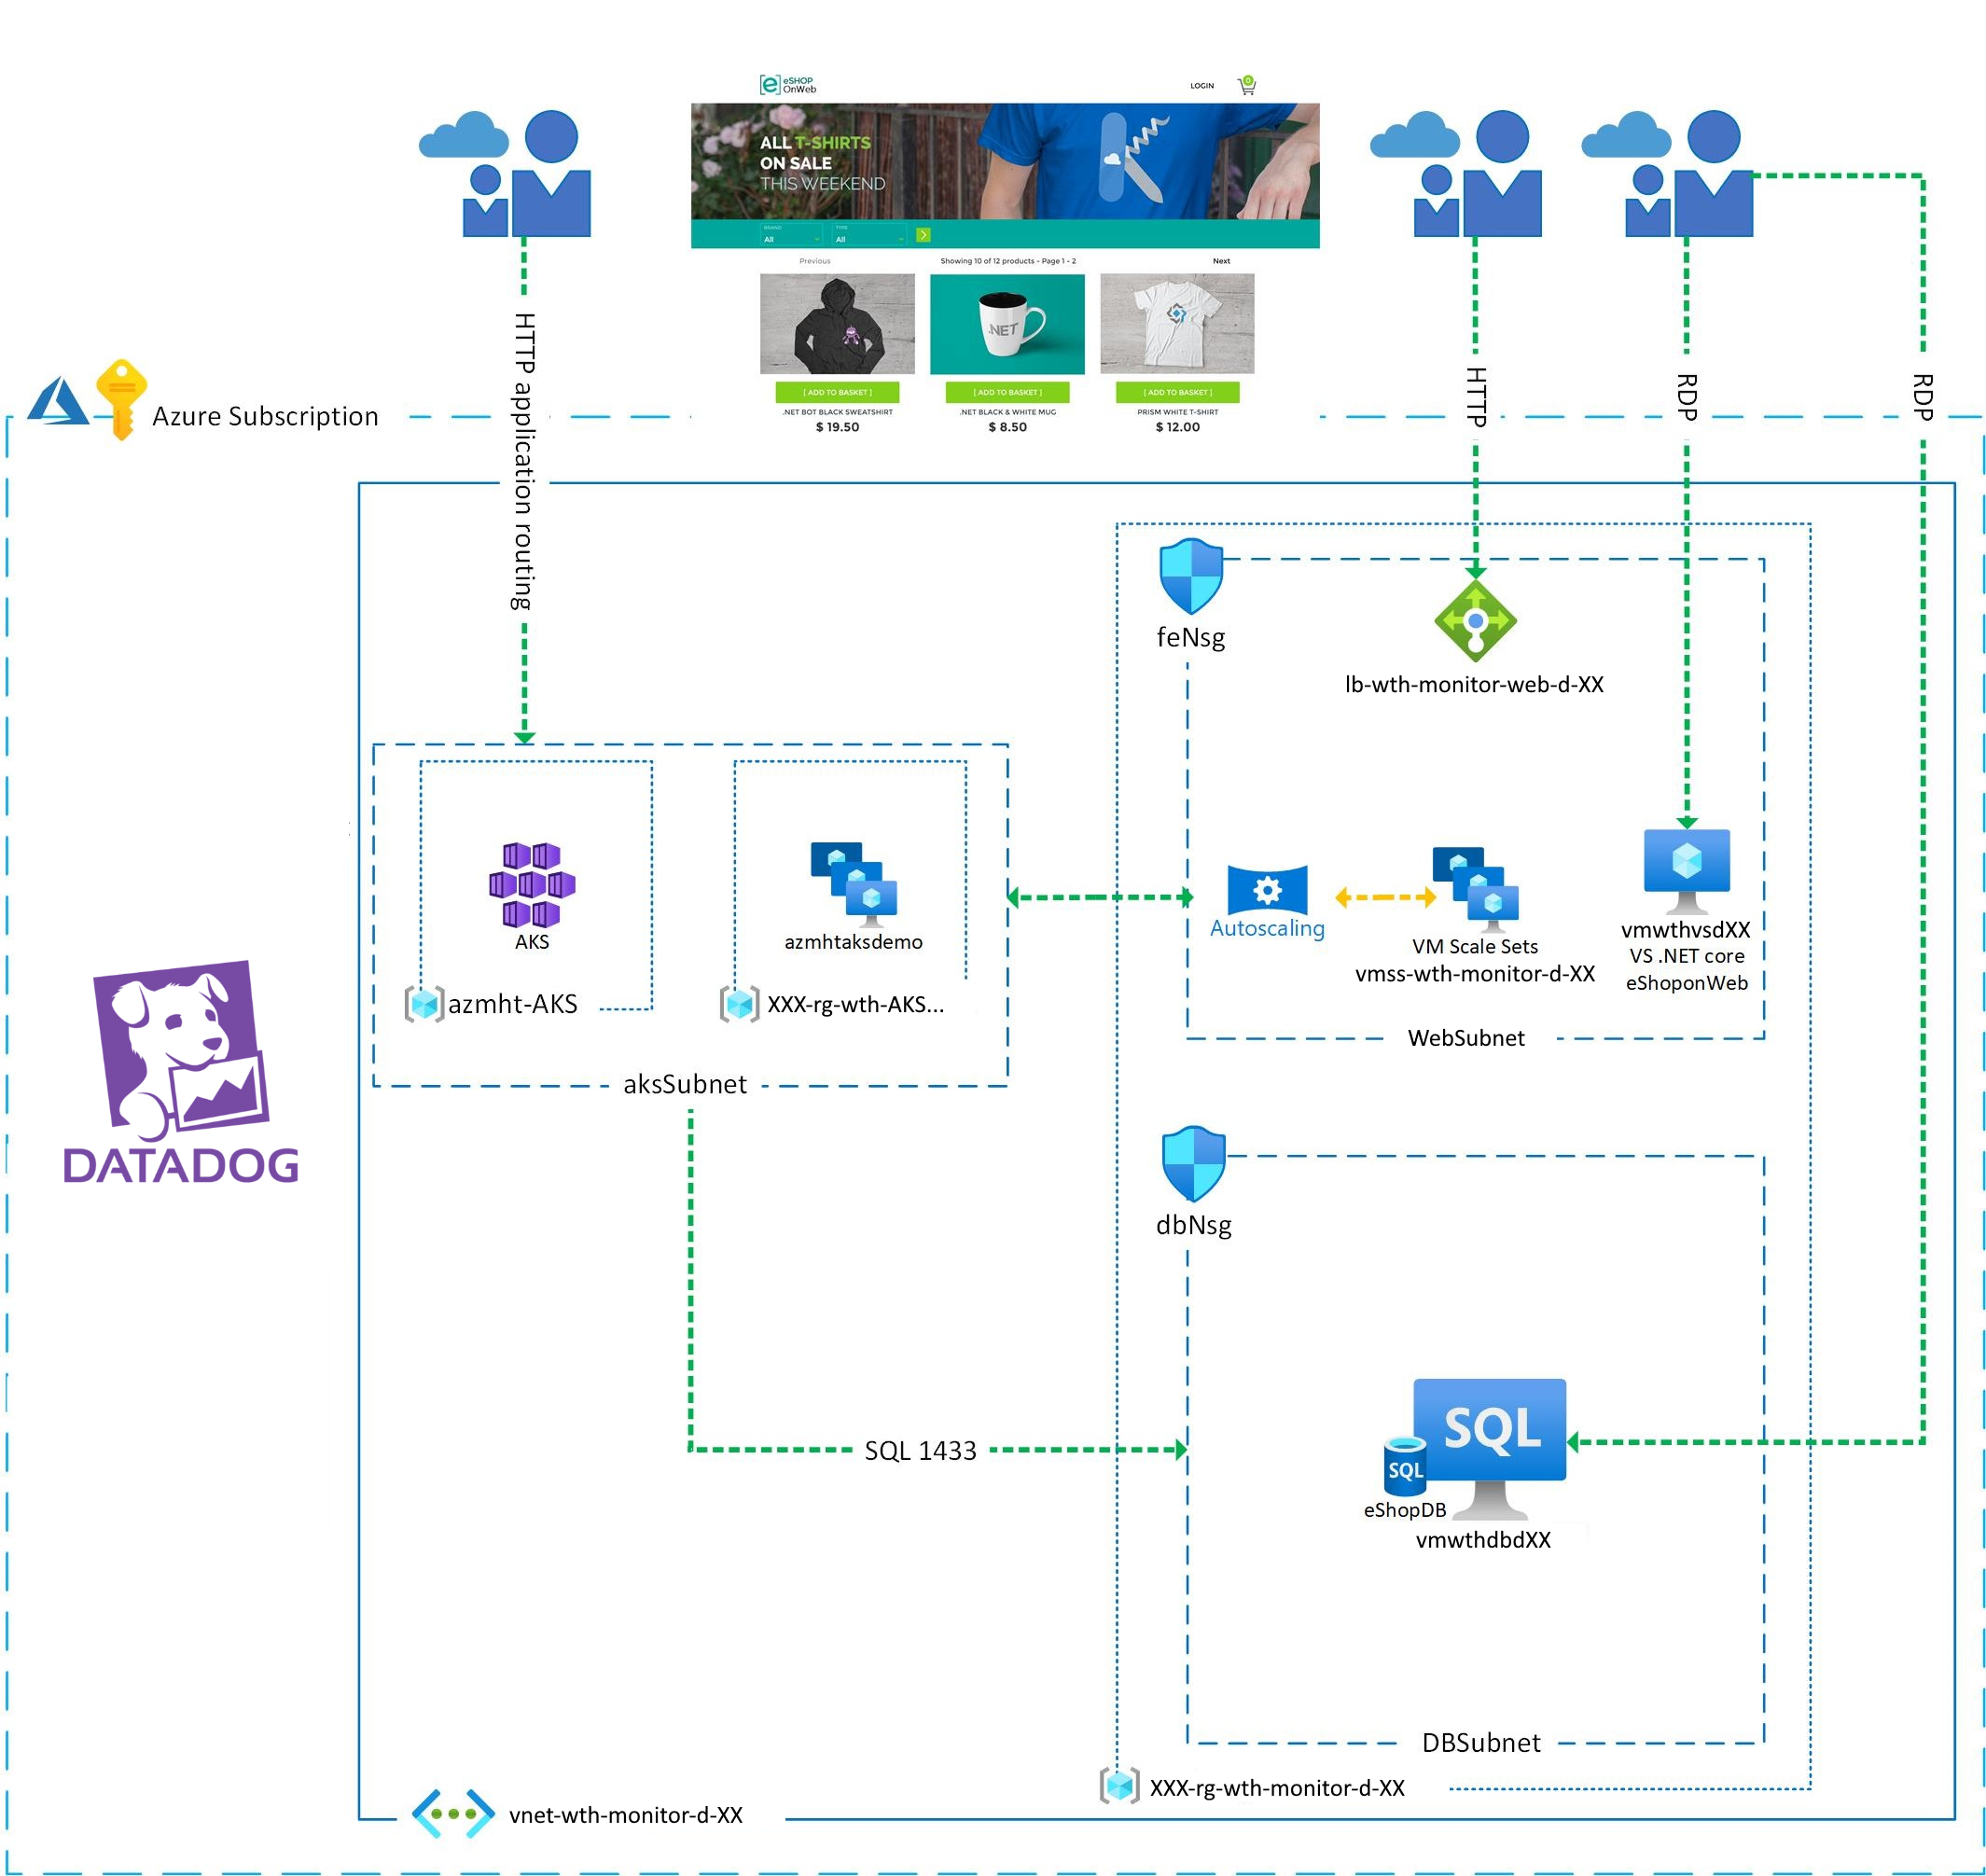 [e] eSHOP
OnWeb
LOGIN
0
ALL T-SHIRTS
ON SALE
THIS WEEKEND
BRAND
All
TYPE
All
Previous
Showing 10 of 12 products - Page 1 - 2
Next
.NET
[ ADD TO BASKET ]
[ ADD TO BASKET ]
[ ADD TO BASKET ]
.NET BOT BLACK SWEATSHIRT
.NET BLACK & WHITE MUG
PRISM WHITE T-SHIRT
$ 19.50
$ 8.50
$ 12.00
HTTP application routing
HTTP
RDP
RDP
Azure Subscription
feNsg
lb-wth-monitor-web-d-XX
AKS
azmhtaksdemo
azmht-AKS
XXX-rg-wth-AKS...
aksSubnet
Autoscaling
VM Scale Sets
vmss-wth-monitor-d-XX
vmwthvsdXX
VS .NET core
eShoponWeb
WebSubnet
DATADOG
dbNsg
SQL 1433
SQL
SQL
eShopDB
vmwthdbdXX
DBSubnet
XXX-rg-wth-monitor-d-XX
vnet-wth-monitor-d-XX